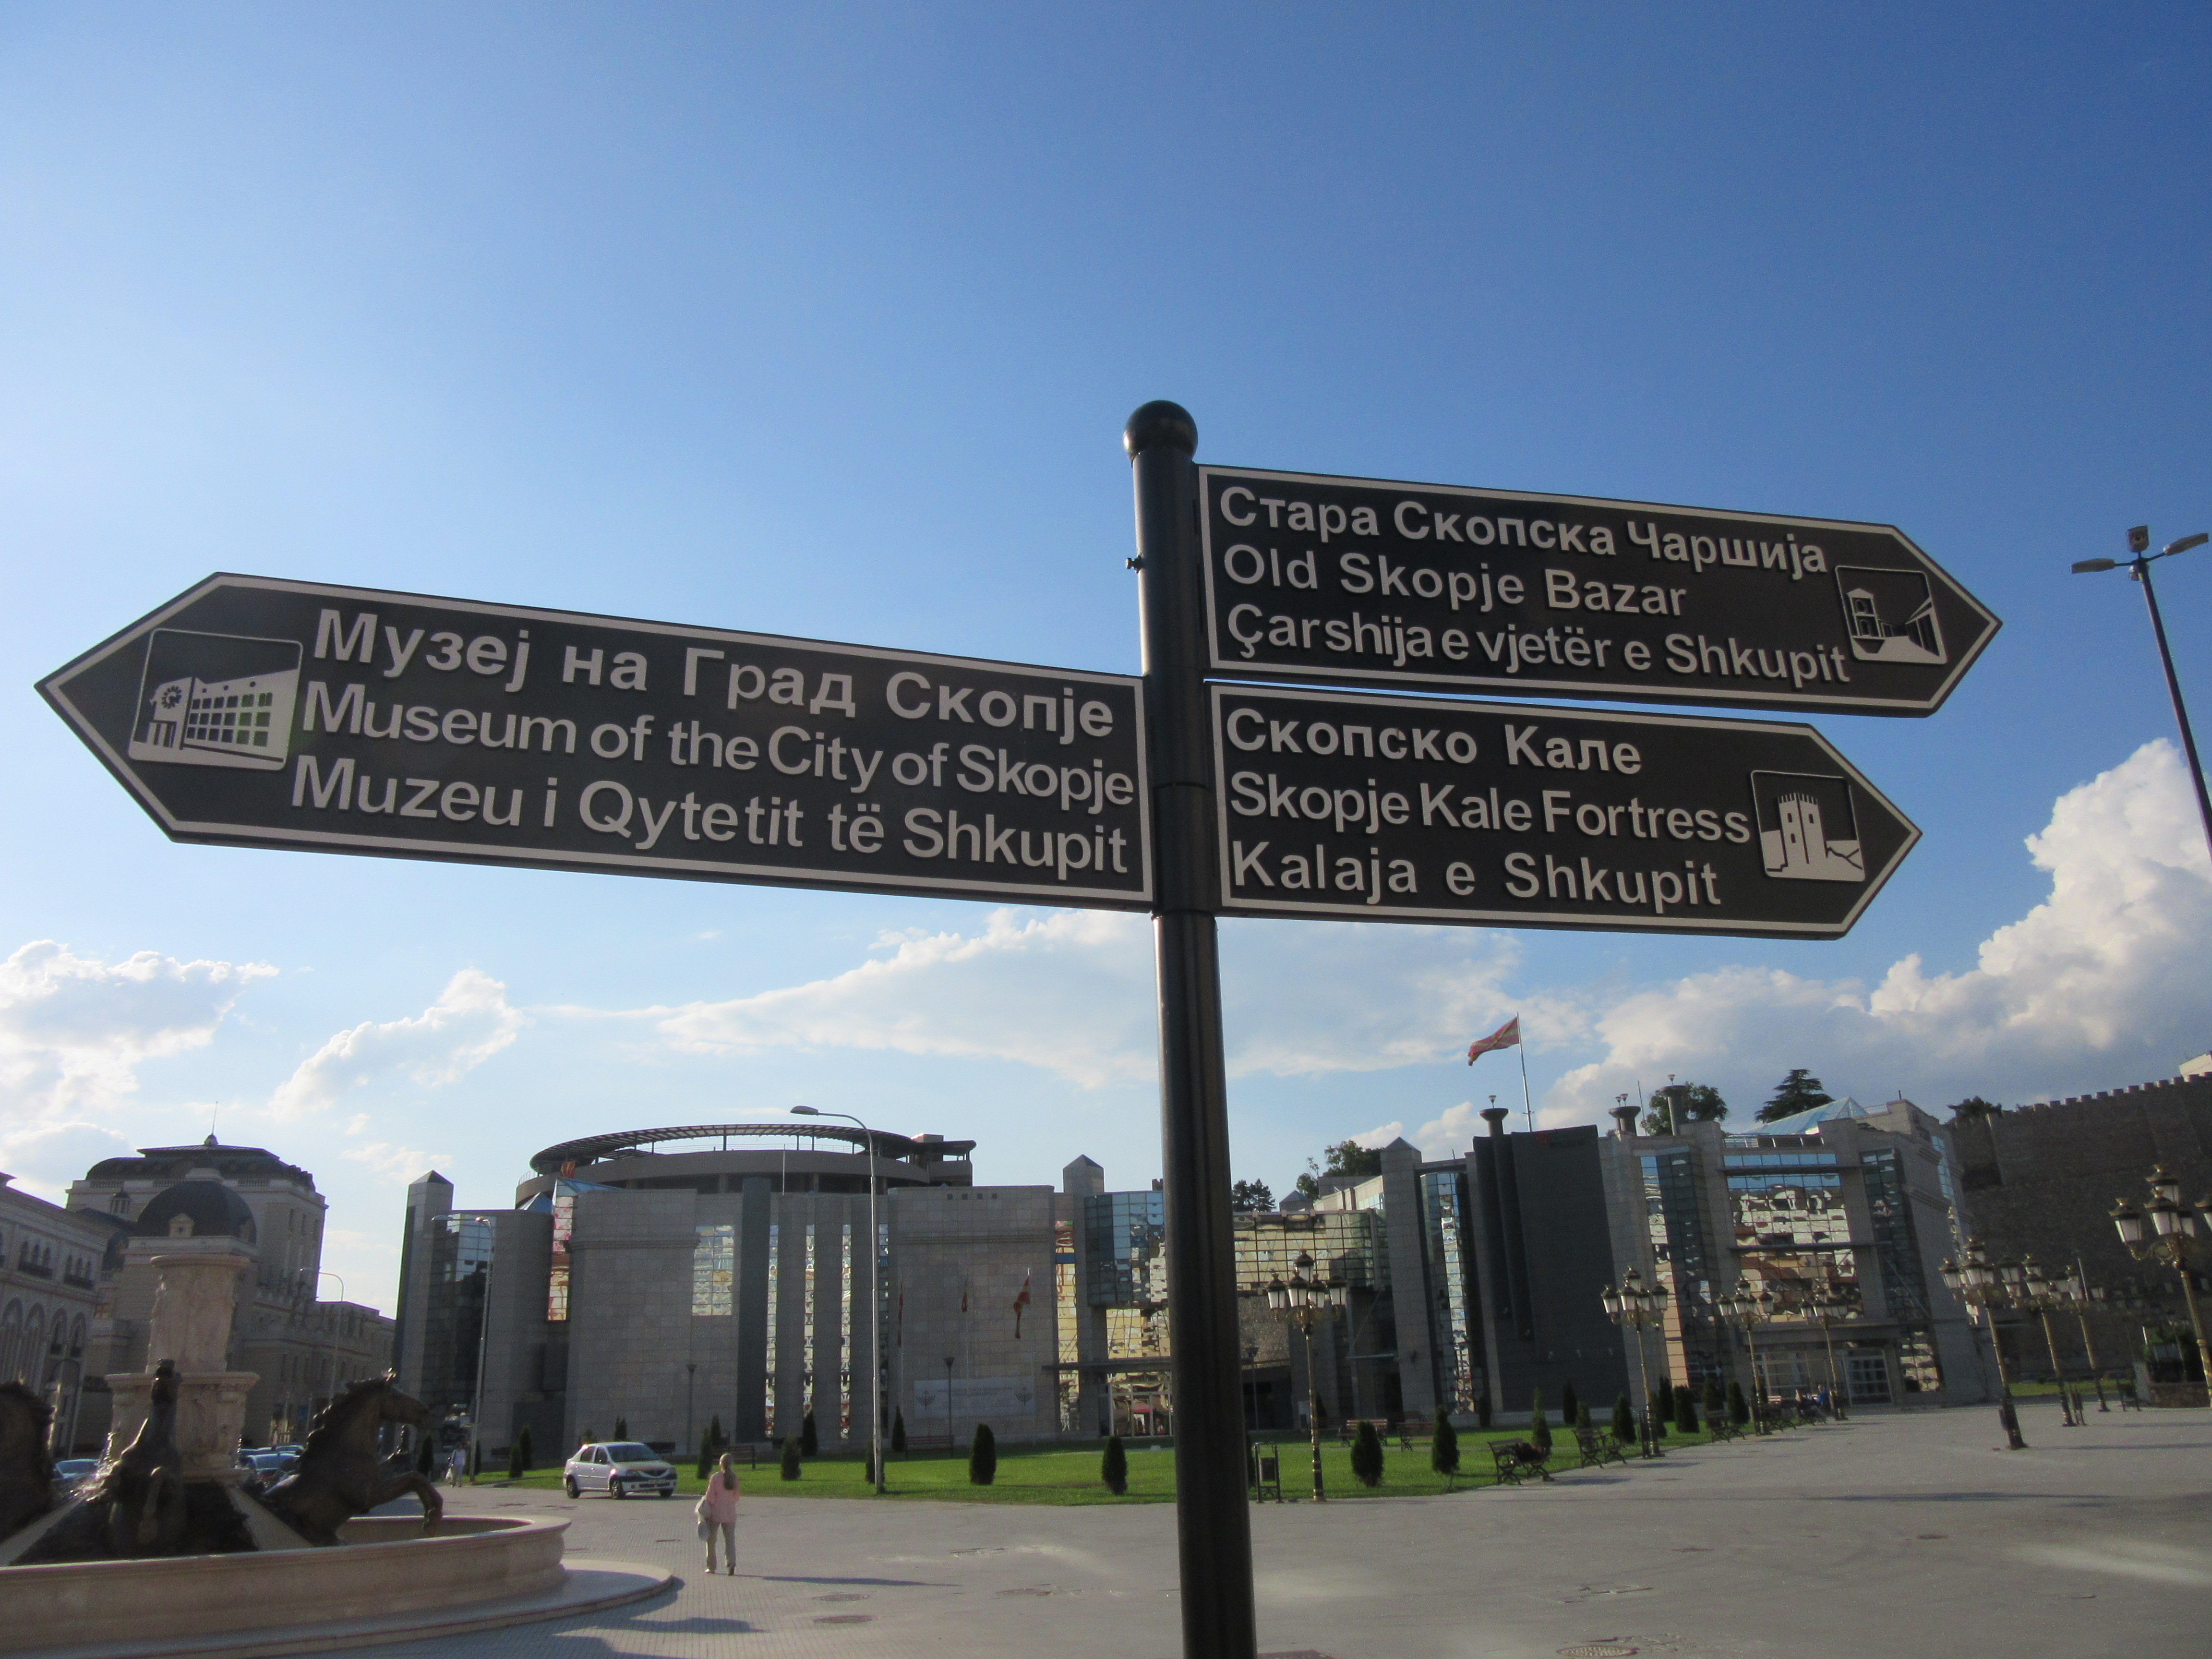 Стара Скопска Чаршија
Old Skopje Bazar
Çarshija e vjetër e Shkupit
Музеј на Град Скопје
Museum of the City of Skopje
Muzeu i Qytetit të Shkupit
Скопско Кале
Skopje Kale Fortress
Kalaja e Shkupit